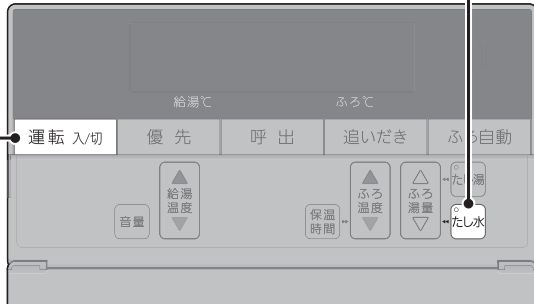 給湯℃ ふろ℃
運転 入/切 優先 呼出 追いだき ふろ自動
音量
給湯
温度
保温
時間
ふろ
温度
ふろ
湯量
たし湯
たし水